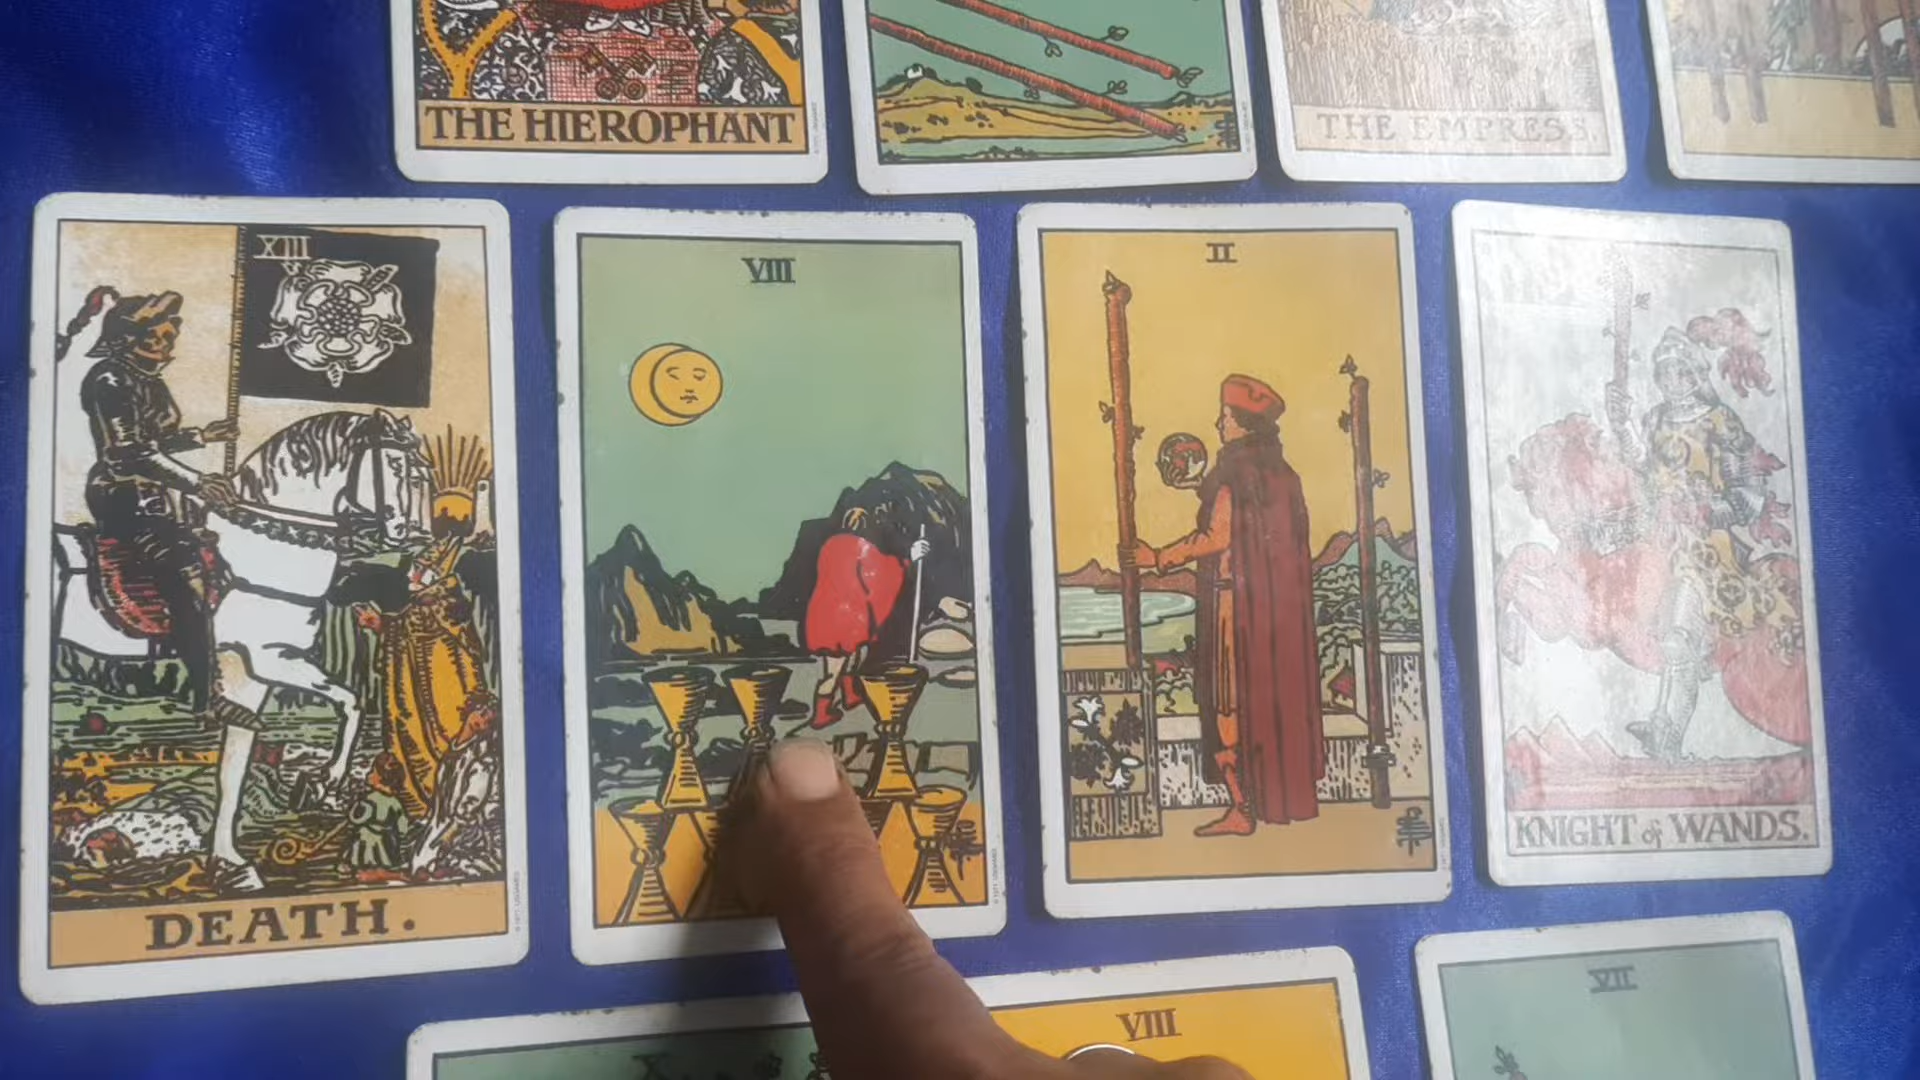 THE HIEROPHANT
THE EMPRESS.
XIII
VIII
II
DEATH.
KNIGHT of WANDS.
X
VIII
VII